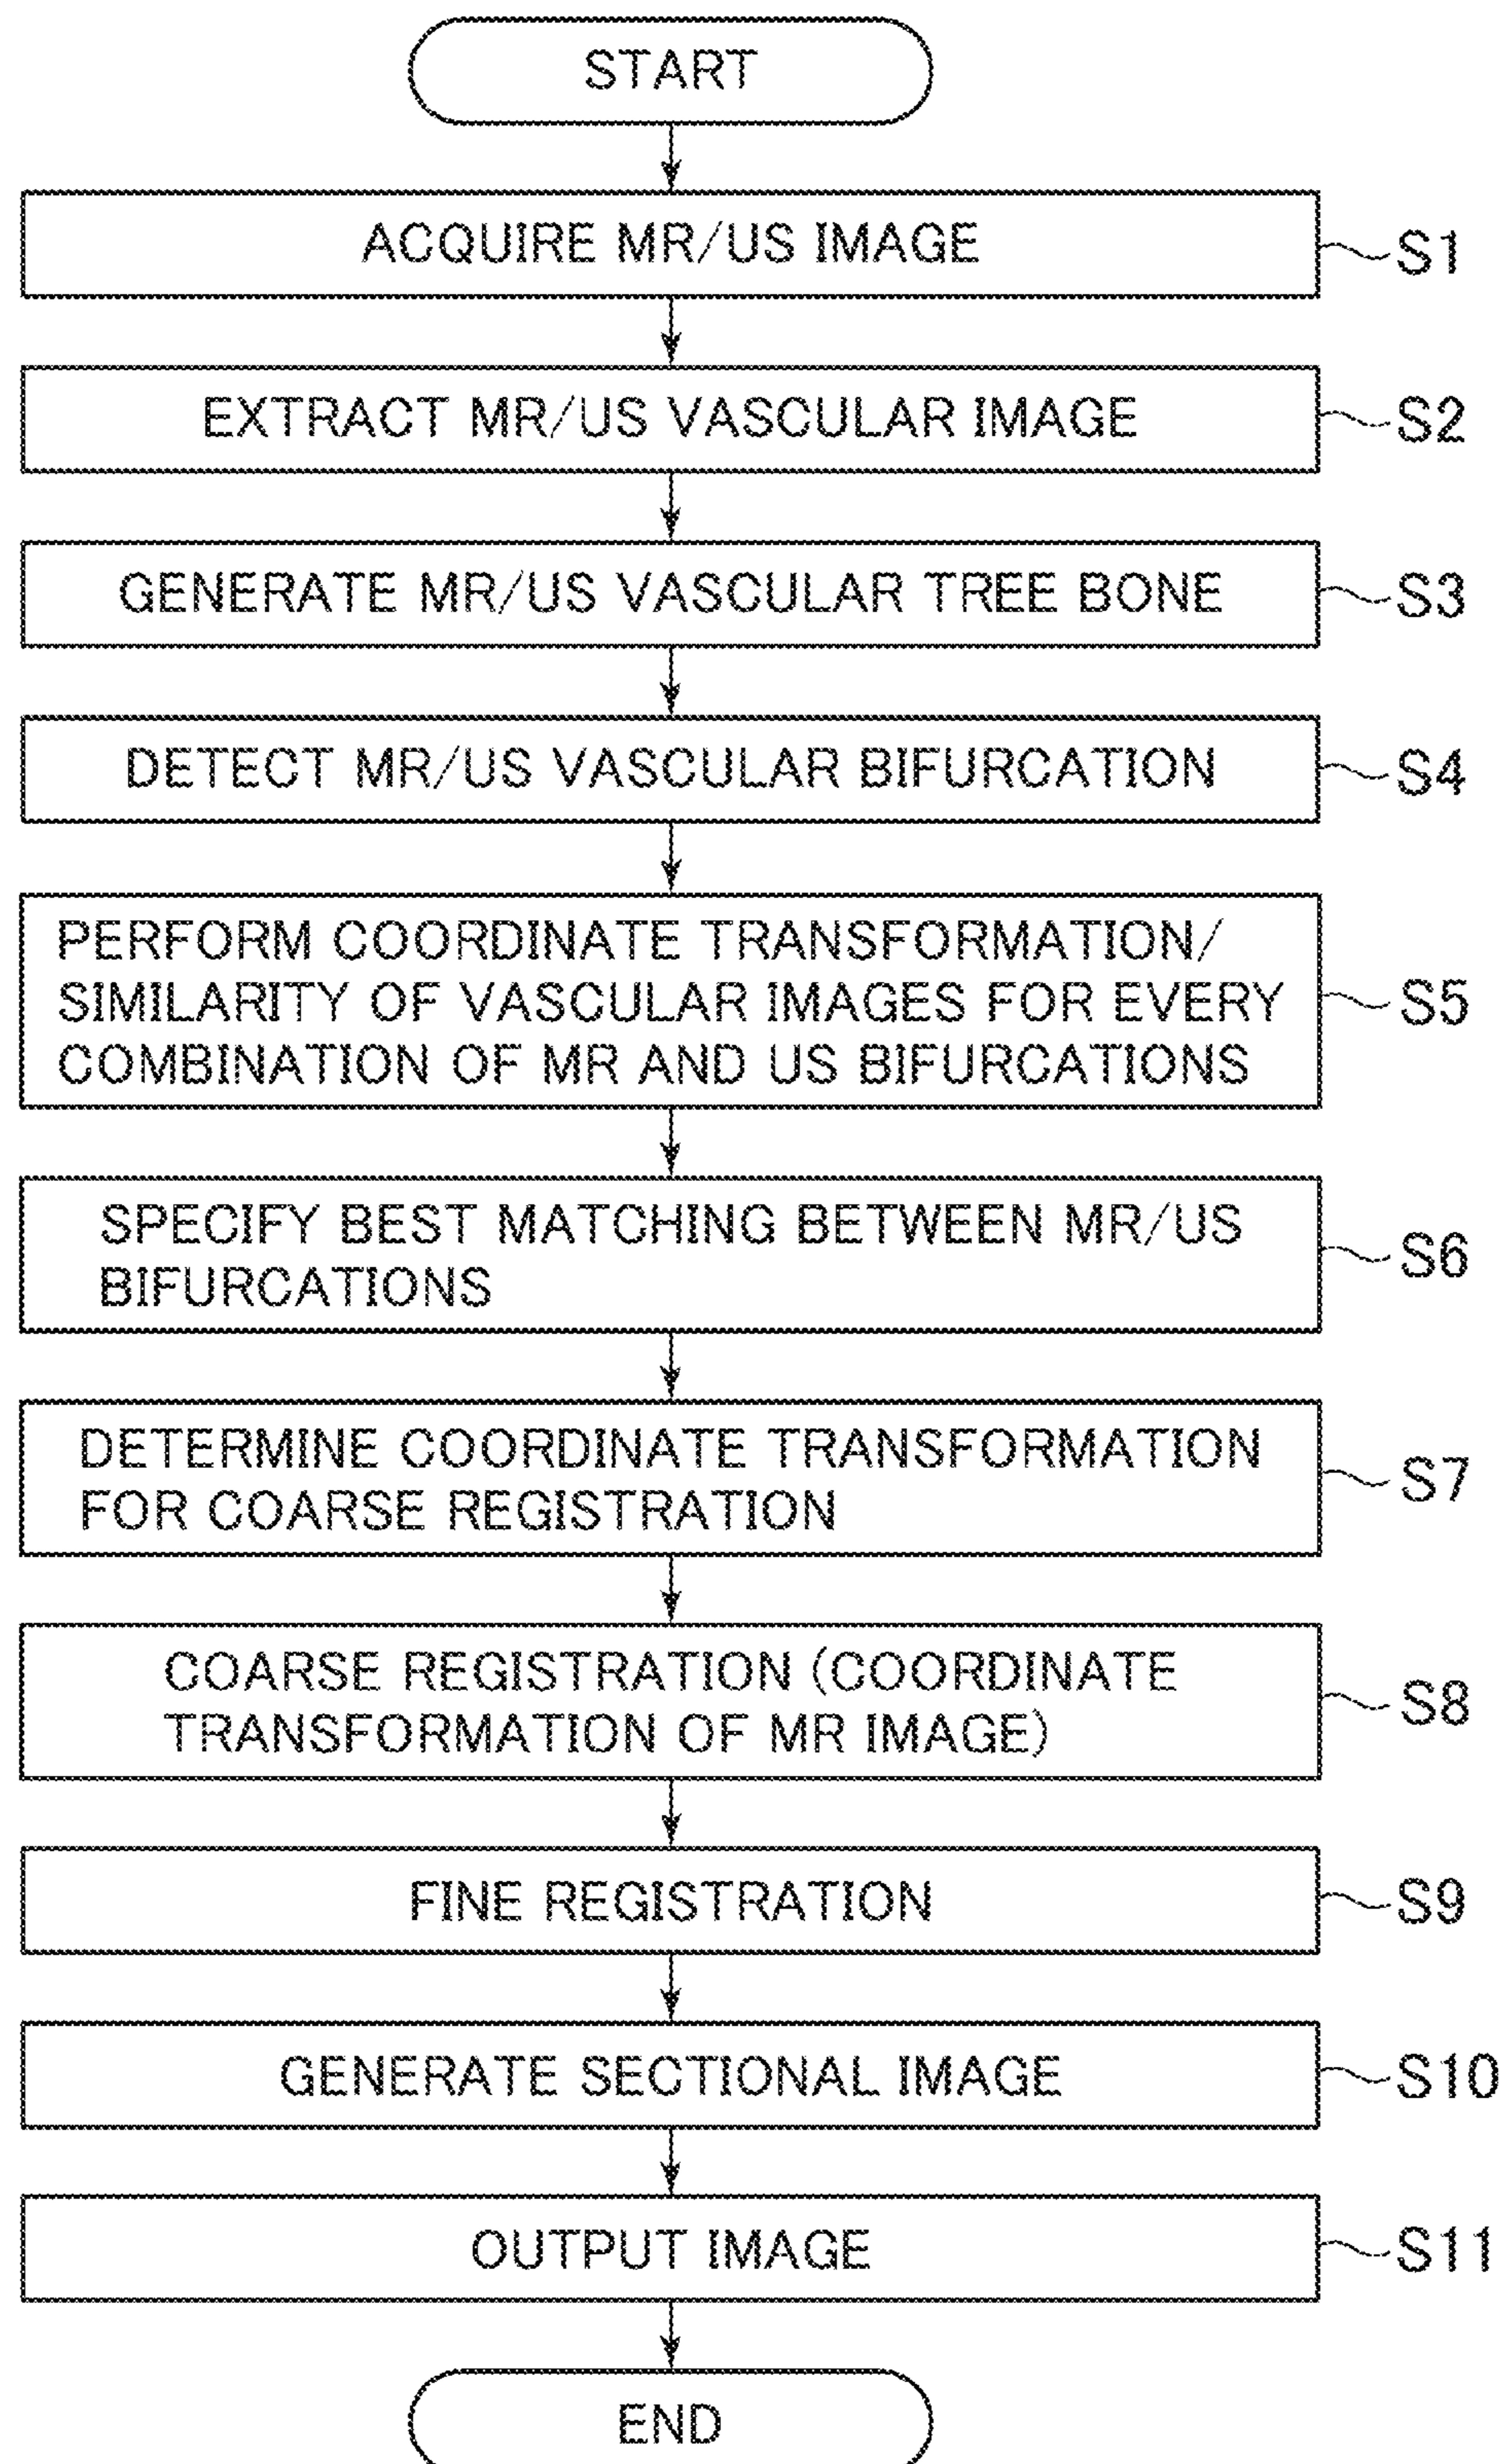 START
ACQUIRE MR/US IMAGE
S1
EXTRACT MR/US VASCULAR IMAGE
S2
GENERATE MR/US VASCULAR TREE BONE
S3
DETECT MR/US VASCULAR BIFURCATION
S4
PERFORM COORDINATE TRANSFORMATION/
SIMILARITY OF VASCULAR IMAGES FOR EVERY
COMBINATION OF MR AND US BIFURCATIONS
S5
SPECIFY BEST MATCHING BETWEEN MR/US
BIFURCATIONS
S6
DETERMINE COORDINATE TRANSFORMATION
FOR COARSE REGISTRATION
S7
COARSE REGISTRATION (COORDINATE
TRANSFORMATION OF MR IMAGE)
S8
FINE REGISTRATION
S9
GENERATE SECTIONAL IMAGE
S10
OUTPUT IMAGE
S11
END